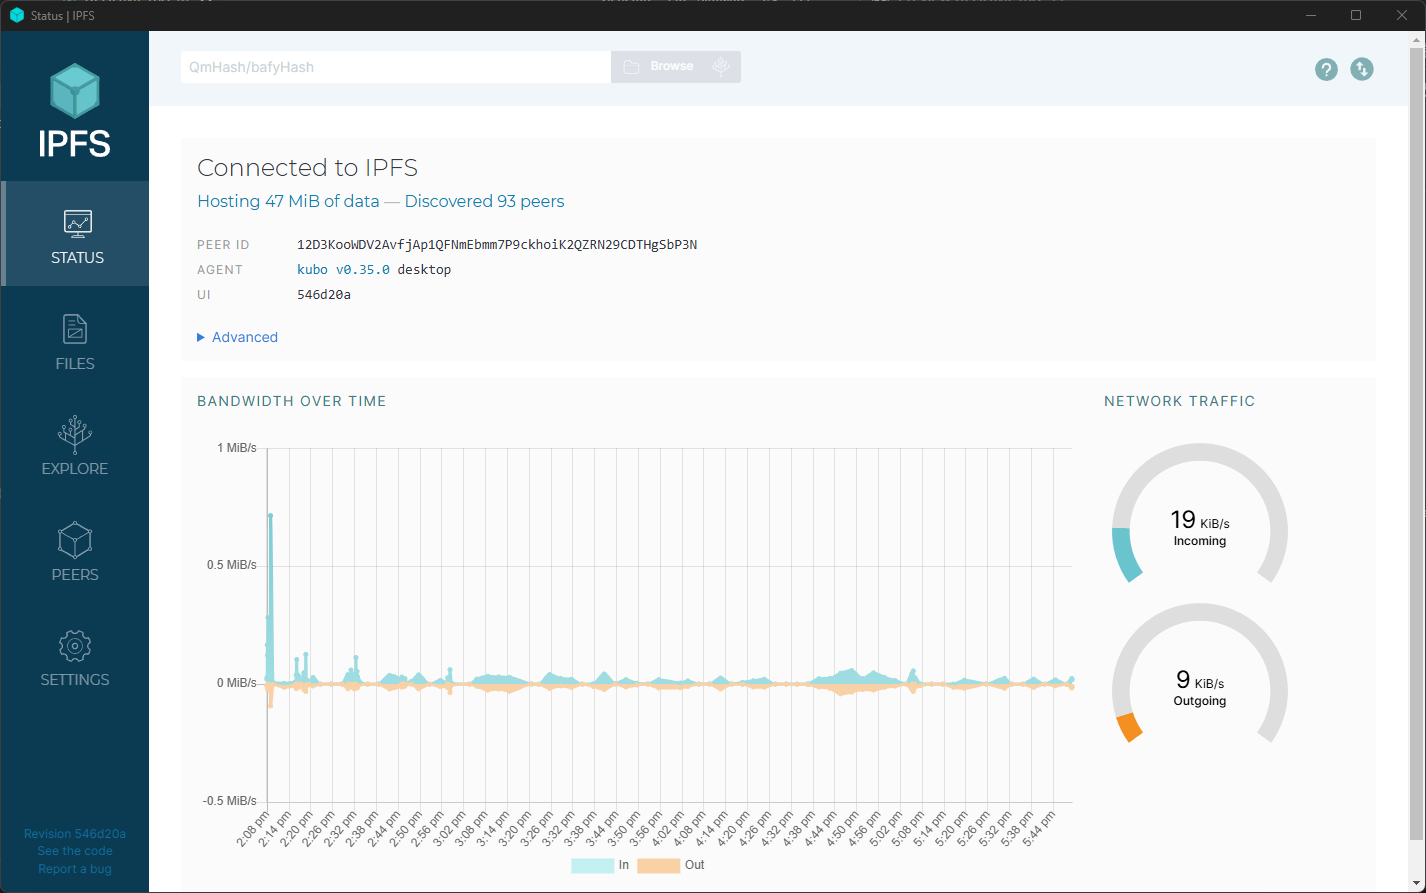 Status | IPFS
IPFS
STATUS
FILES
EXPLORE
PEERS
SETTINGS
Revision 546d20a
See the code
Report a bug
QmHash/bafyHash
Browse
?
Connected to IPFS
Hosting 47 MiB of data — Discovered 93 peers
PEER ID 12D3KooWDV2AvfjAp1QFNmEbmm7P9ckhoiK2QZRN29CDTHgSbP3N
AGENT kubo v0.35.0 desktop
UI 546d20a
Advanced
BANDWIDTH OVER TIME
1 MiB/s
0.5 MiB/s
0 MiB/s
-0.5 MiB/s
2:08 pm 2:14 pm 2:20 pm 2:26 pm 2:32 pm 2:38 pm 2:44 pm 2:50 pm 2:56 pm 3:02 pm 3:08 pm 3:14 pm 3:20 pm 3:26 pm 3:32 pm 3:38 pm 3:44 pm 3:50 pm 3:56 pm 4:02 pm 4:08 pm 4:14 pm 4:20 pm 4:26 pm 4:32 pm 4:38 pm 4:44 pm 4:50 pm 4:56 pm 5:02 pm 5:08 pm 5:14 pm 5:20 pm 5:26 pm 5:32 pm 5:38 pm 5:44 pm
In Out
NETWORK TRAFFIC
19 KiB/s
Incoming
9 KiB/s
Outgoing